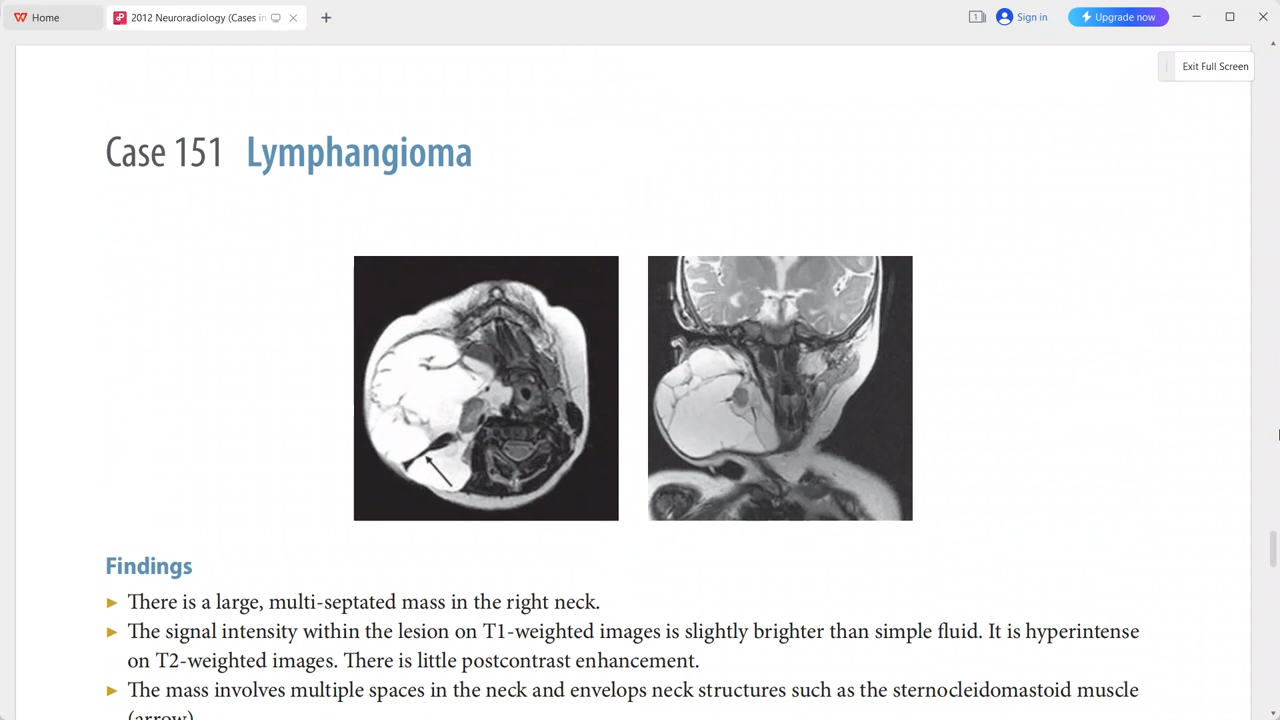 Home
2012 Neuroradiology (Cases in
1
Sign in
Upgrade now
Exit Full Screen
Case 151 Lymphangioma
Findings
► There is a large, multi-septated mass in the right neck.
► The signal intensity within the lesion on T1-weighted images is slightly brighter than simple fluid. It is hyperintense
on T2-weighted images. There is little postcontrast enhancement.
► The mass involves multiple spaces in the neck and envelops neck structures such as the sternocleidomastoid muscle
(arrow)